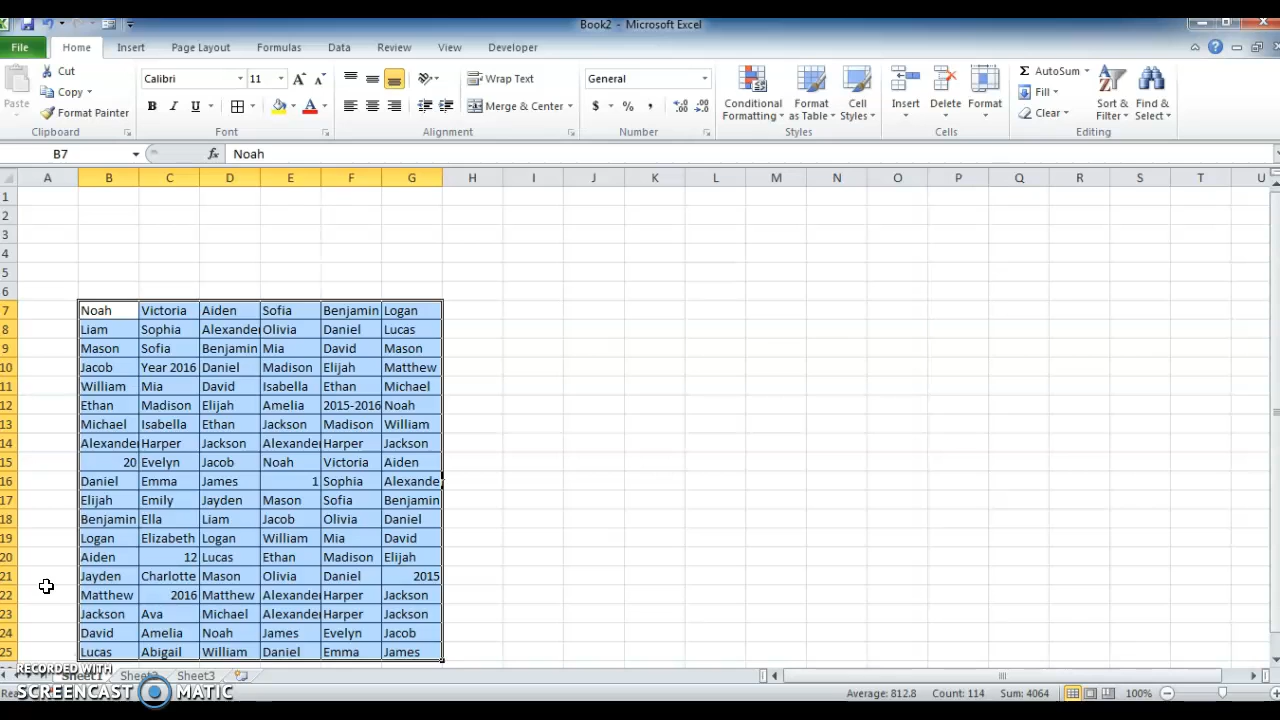 Book2 - Microsoft Excel
File Home Insert Page Layout Formulas Data Review View Developer
Cut
Copy
Format Painter
Paste
Clipboard
Calibri 11
B I U
Font
Wrap Text
Merge & Center
Alignment
General
$ % ,
Number
Conditional Formatting
Format as Table
Cell Styles
Styles
Insert Delete Format
Cells
AutoSum
Fill
Clear
Sort & Filter
Find & Select
Editing
B7 fx Noah
A B C D E F G H I J K L M N O P Q R S T U
1
2
3
4
5
6
7 Noah Victoria Aiden Sofia Benjamin Logan
8 Liam Sophia Alexander Olivia Daniel Lucas
9 Mason Sofia Benjamin Mia David Mason
10 Jacob Year 2016 Daniel Madison Elijah Matthew
11 William Mia David Isabella Ethan Michael
12 Ethan Madison Elijah Amelia 2015-2016 Noah
13 Michael Isabella Ethan Jackson Madison William
14 Alexander Harper Jackson Alexander Harper Jackson
15 20 Evelyn Jacob Noah Victoria Aiden
16 Daniel Emma James 1 Sophia Alexande
17 Elijah Emily Jayden Mason Sofia Benjamin
18 Benjamin Ella Liam Jacob Olivia Daniel
19 Logan Elizabeth Logan William Mia David
20 Aiden 12 Lucas Ethan Madison Elijah
21 Jayden Charlotte Mason Olivia Daniel 2015
22 Matthew 2016 Matthew Alexander Harper Jackson
23 Jackson Ava Michael Alexander Harper Jackson
24 David Amelia Noah James Evelyn Jacob
25 Lucas Abigail William Daniel Emma James
RECORDED WITH
SCREENCAST MATIC
Sheet1 Sheet2 Sheet3
Average: 812.8 Count: 114 Sum: 4064 100%